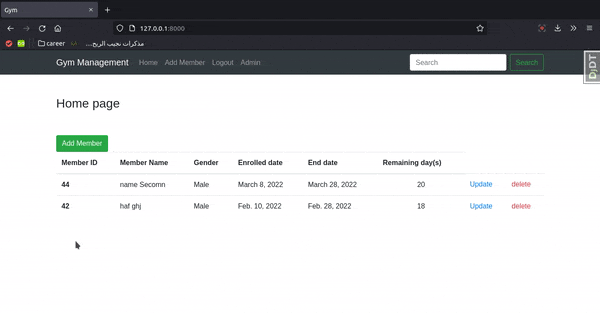 Gym
127.0.0.1:8000
career مذكرات نجيب الريح...
Gym Management Home Add Member Logout Admin Search Search
DjDT
Home page
Add Member
Member ID Member Name Gender Enrolled date End date Remaining day(s)
44 name Secomn Male March 8, 2022 March 28, 2022 20 Update delete
42 haf ghj Male Feb. 10, 2022 Feb. 28, 2022 18 Update delete